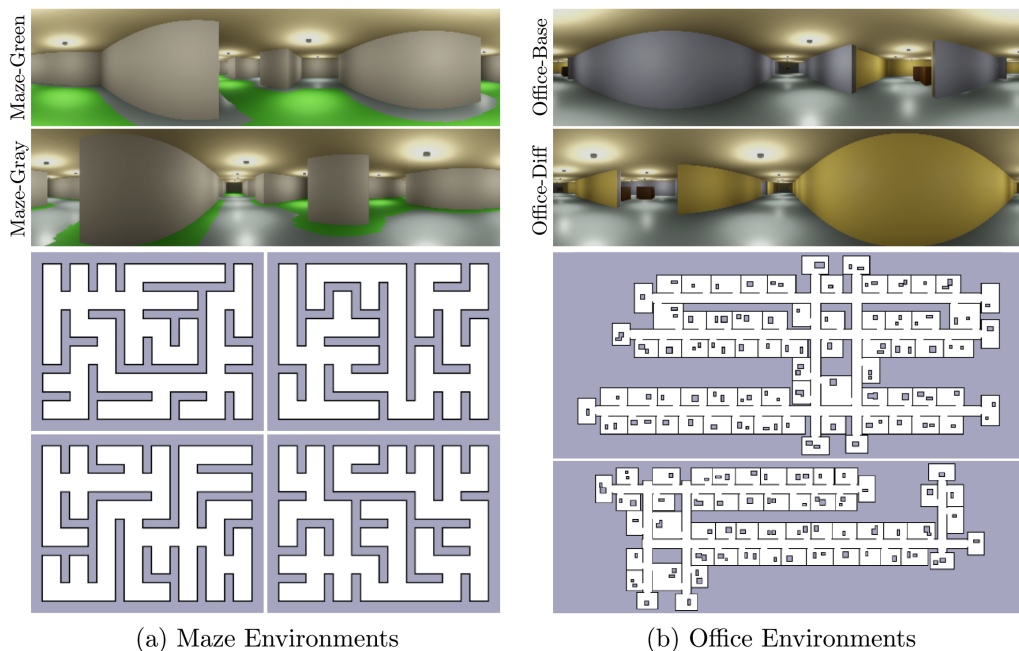 Maze-Green
Maze-Gray
(a) Maze Environments
Office-Base
Office-Diff
(b) Office Environments